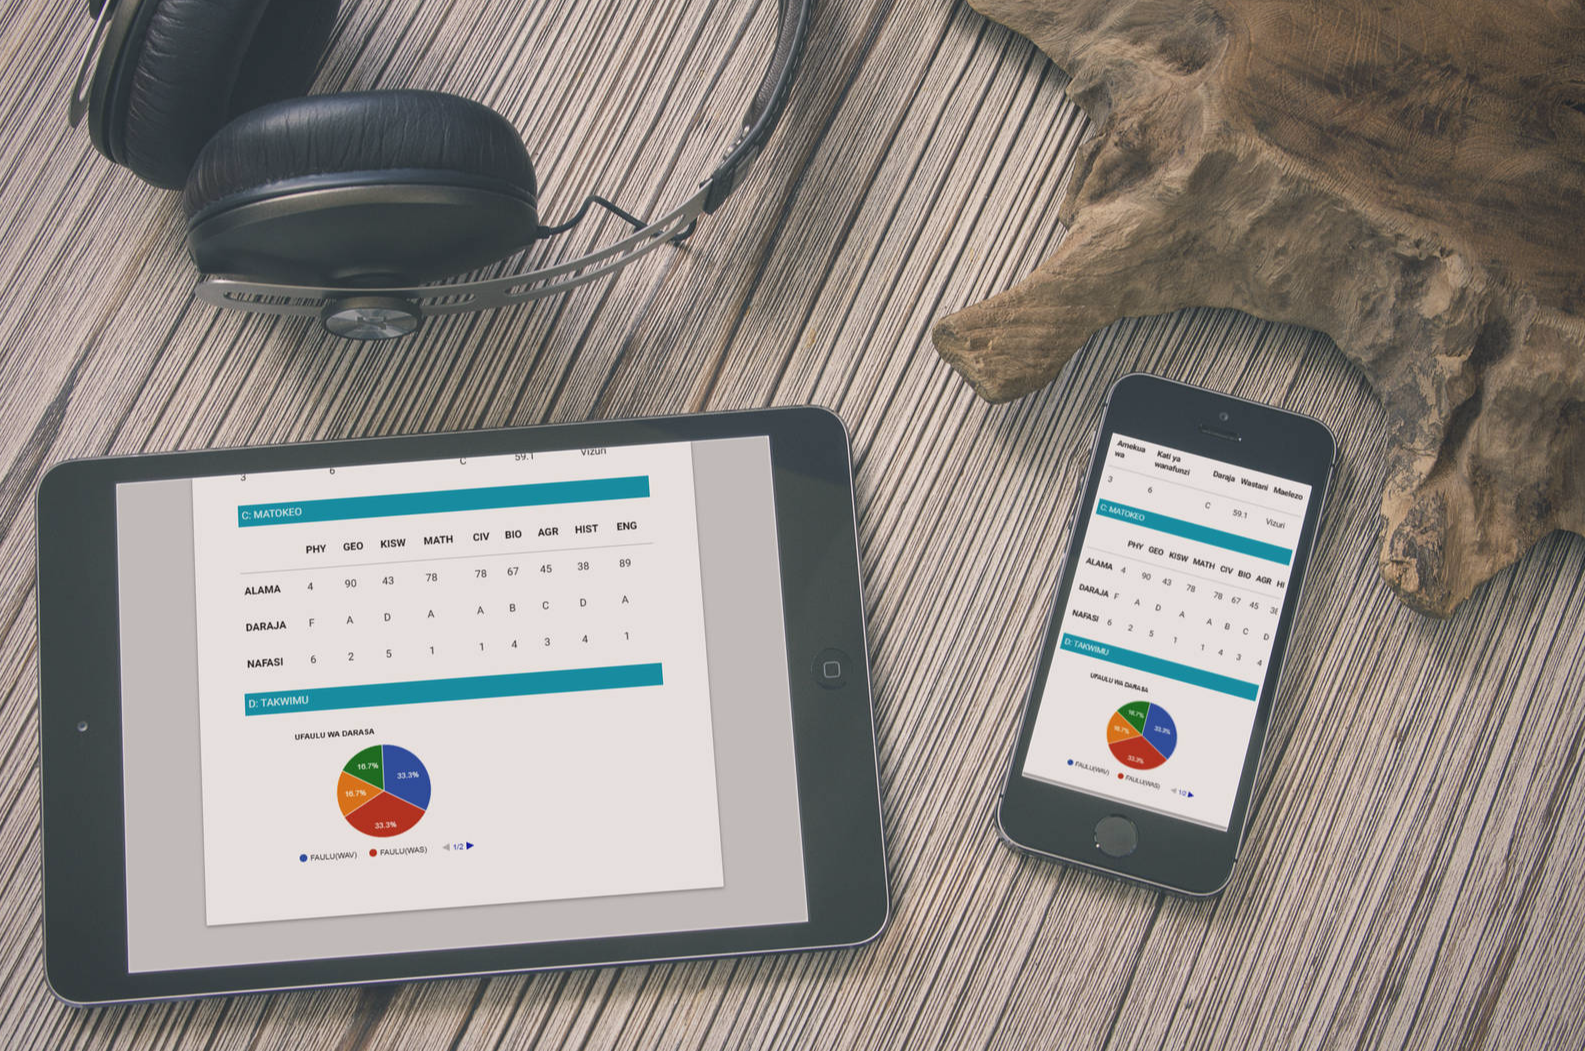 3 6 C 59.1 Vizuri
C: MATOKEO
PHY GEO KISW MATH CIV BIO AGR HIST ENG
ALAMA 4 90 43 78 78 67 45 38 89
DARAJA F A D A A B C D A
NAFASI 6 2 5 1 1 4 3 4 1
D: TAKWIMU
UFAULU WA DARASA
16.7% 33.3%
16.7%
33.3%
FAULU(WAV) FAULU(WAS) 1/2
Amekua wa Kati ya wanafunzi Daraja Wastani Maelezo
3 6 C 59.1 Vizuri
C: MATOKEO
PHY GEO KISW MATH CIV BIO AGR HI
ALAMA 4 90 43 78 78 67 45 38
DARAJA F A D A A B C D
NAFASI 6 2 5 1 1 4 3 4
D: TAKWIMU
UFAULU WA DARASA
16.7% 33.3%
16.7%
33.3%
FAULU(WAV) FAULU(WAS) 1/2